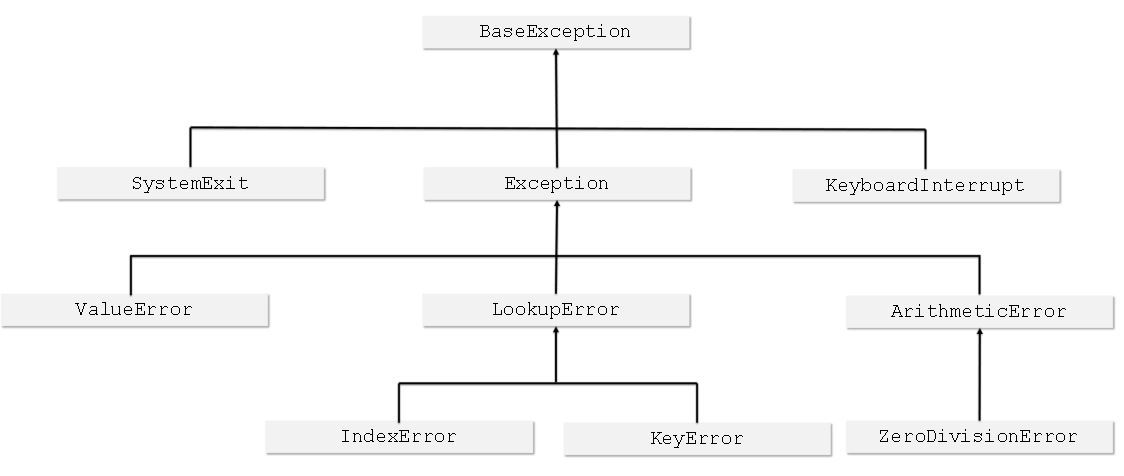 BaseException
SystemExit
Exception
KeyboardInterrupt
ValueError
LookupError
ArithmeticError
IndexError
KeyError
ZeroDivisionError